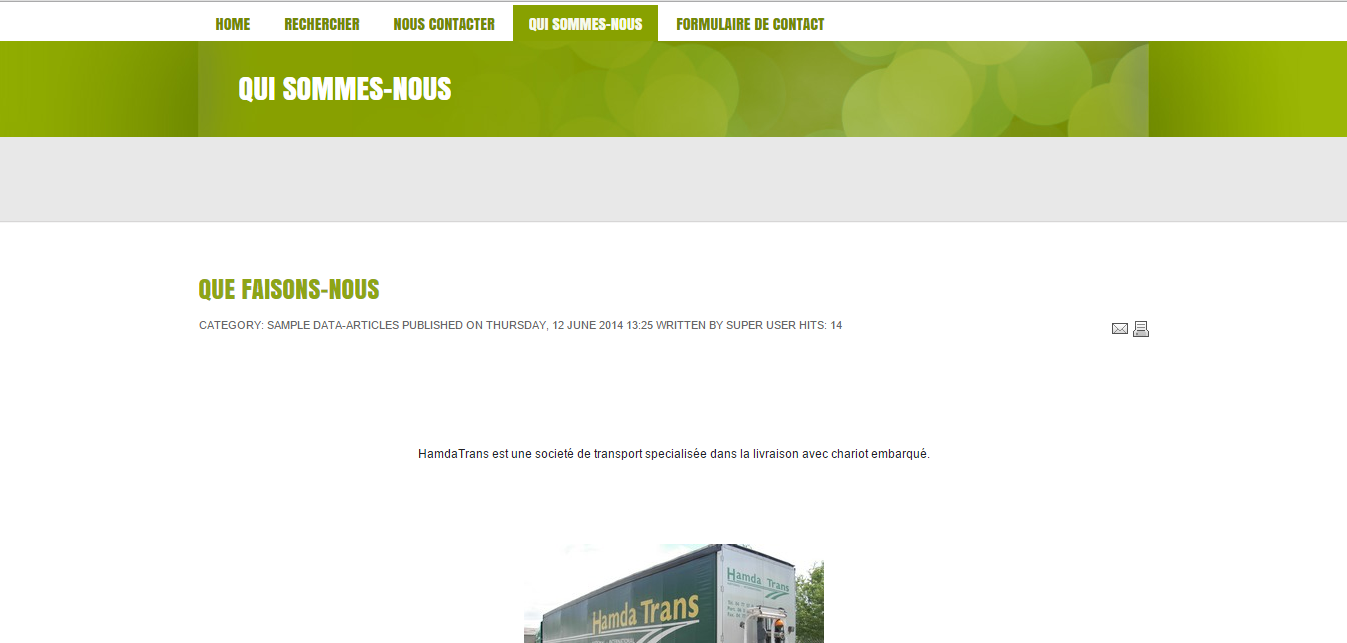 HOME RECHERCHER NOUS CONTACTER QUI SOMMES-NOUS FORMULAIRE DE CONTACT
QUI SOMMES-NOUS
QUE FAISONS-NOUS
CATEGORY: SAMPLE DATA-ARTICLES PUBLISHED ON THURSDAY, 12 JUNE 2014 13:25 WRITTEN BY SUPER USER HITS: 14
HamdaTrans est une societé de transport specialisée dans la livraison avec chariot embarqué.
Hamda Trans
Hamda Trans